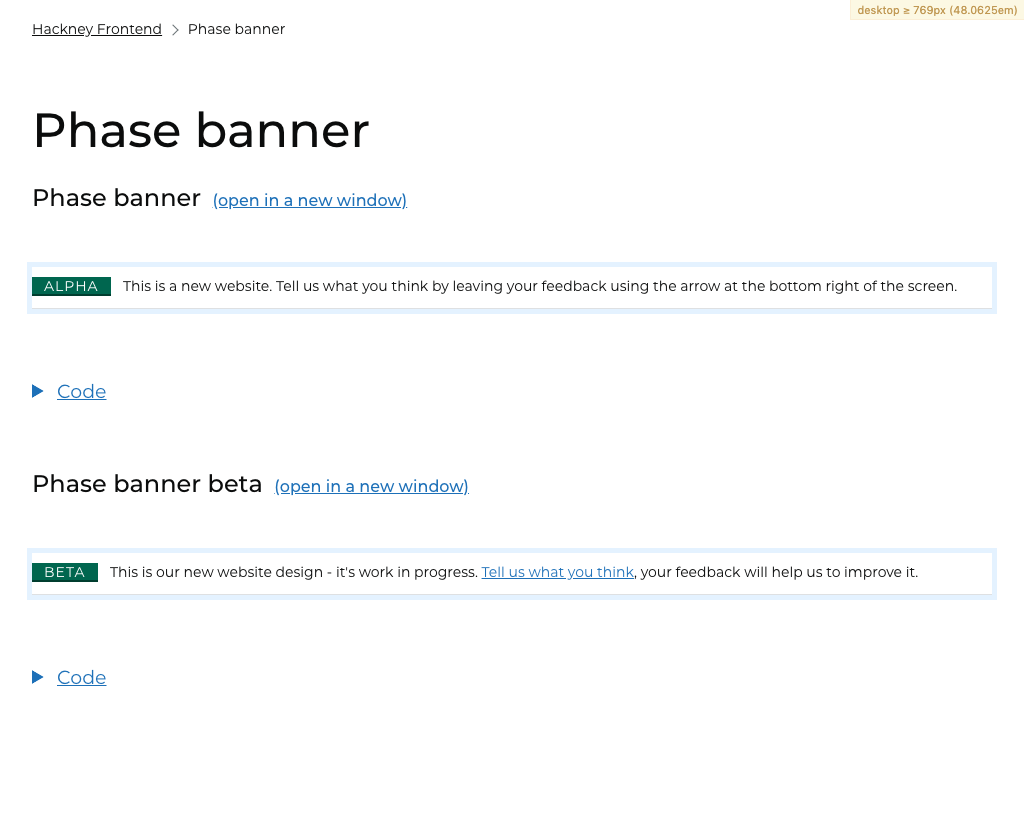 desktop ≥ 769px (48.0625em)
Hackney Frontend > Phase banner
Phase banner
Phase banner (open in a new window)
ALPHA This is a new website. Tell us what you think by leaving your feedback using the arrow at the bottom right of the screen.
Code
Phase banner beta (open in a new window)
BETA This is our new website design - it's work in progress. Tell us what you think, your feedback will help us to improve it.
Code